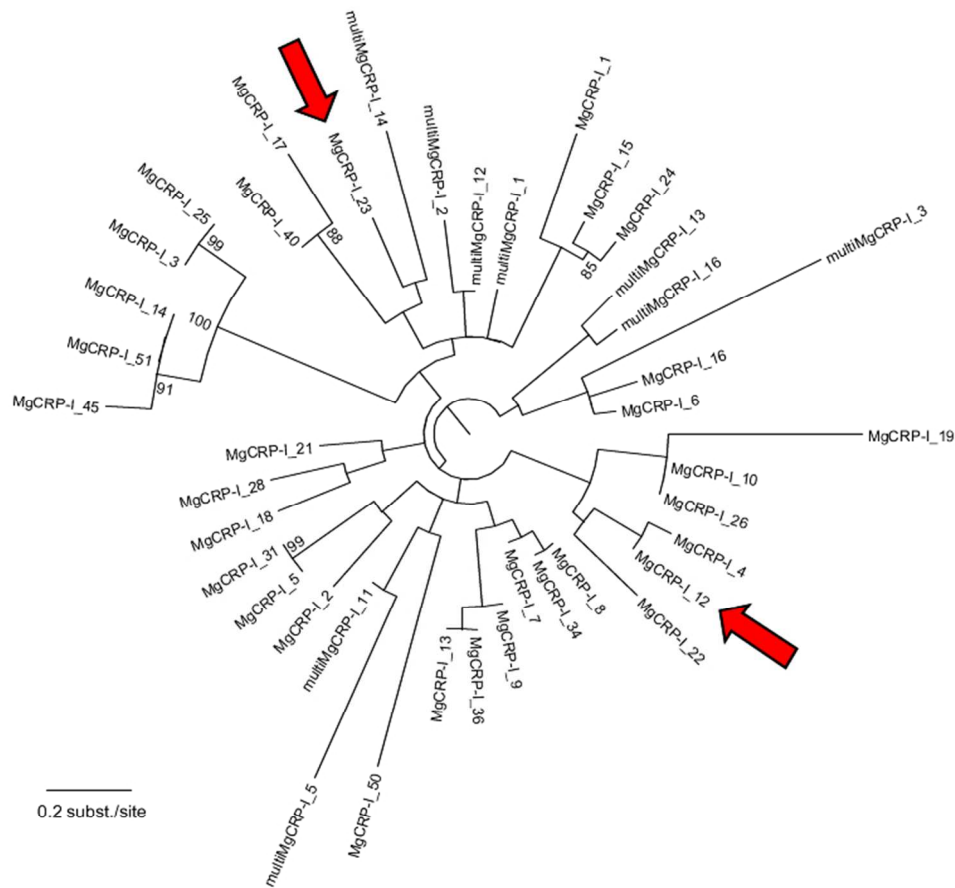 multiMgCRP-I_14
MgCRP-I_17
MgCRP-I_23
multiMgCRP-I_2
multiMgCRP-I_12
multiMgCRP-I_1
MgCRP-I_1
MgCRP-I_15
MgCRP-I_24
85
multiMgCRP-I_13
multiMgCRP-I_16
multiMgCRP-I_3
MgCRP-I_16
MgCRP-I_6
MgCRP-I_19
MgCRP-I_10
MgCRP-I_26
MgCRP-I_4
MgCRP-I_12
MgCRP-I_22
MgCRP-I_8
MgCRP-I_34
MgCRP-I_7
MgCRP-I_9
MgCRP-I_36
MgCRP-I_13
MgCRP-I_50
multiMgCRP-I_5
multiMgCRP-I_11
MgCRP-I_2
MgCRP-I_5
99
MgCRP-I_31
MgCRP-I_18
MgCRP-I_28
MgCRP-I_21
MgCRP-I_45
91
MgCRP-I_51
MgCRP-I_14
100
MgCRP-I_3
99
MgCRP-I_25
MgCRP-I_40
88
0.2 subst./site